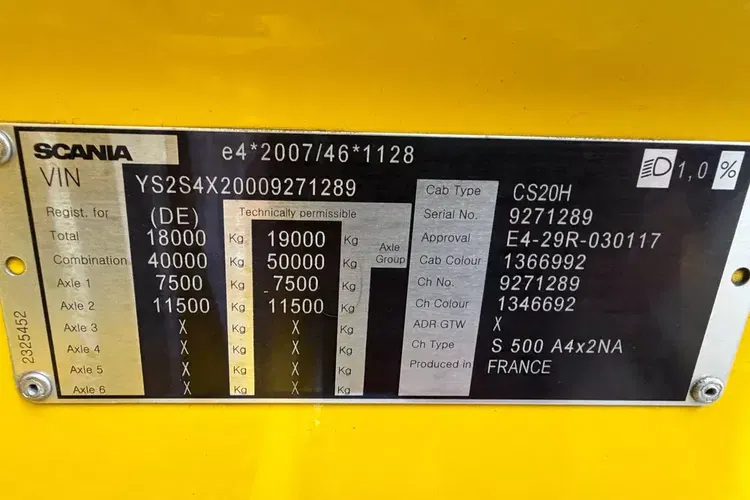 SCANIA e4*2007/46*1128 1,0 %
VIN YS2S4X20009271289
Regist. for (DE) Technically permissible
Total 18000 Kg 19000 Kg
Combination 40000 Kg 50000 Kg
Axle Group
Axle 1 7500 Kg 7500 Kg
Axle 2 11500 Kg 11500 Kg
Axle 3 X Kg X Kg
Axle 4 X Kg X Kg
Axle 5 X Kg X Kg
Axle 6 X Kg X Kg
Cab Type CS20H
Serial No. 9271289
Approval E4-29R-030117
Cab Colour 1366992
Ch No. 9271289
Ch Colour 1346692
ADR GTW X
Ch Type S 500 A4x2NA
Produced in FRANCE
2325452